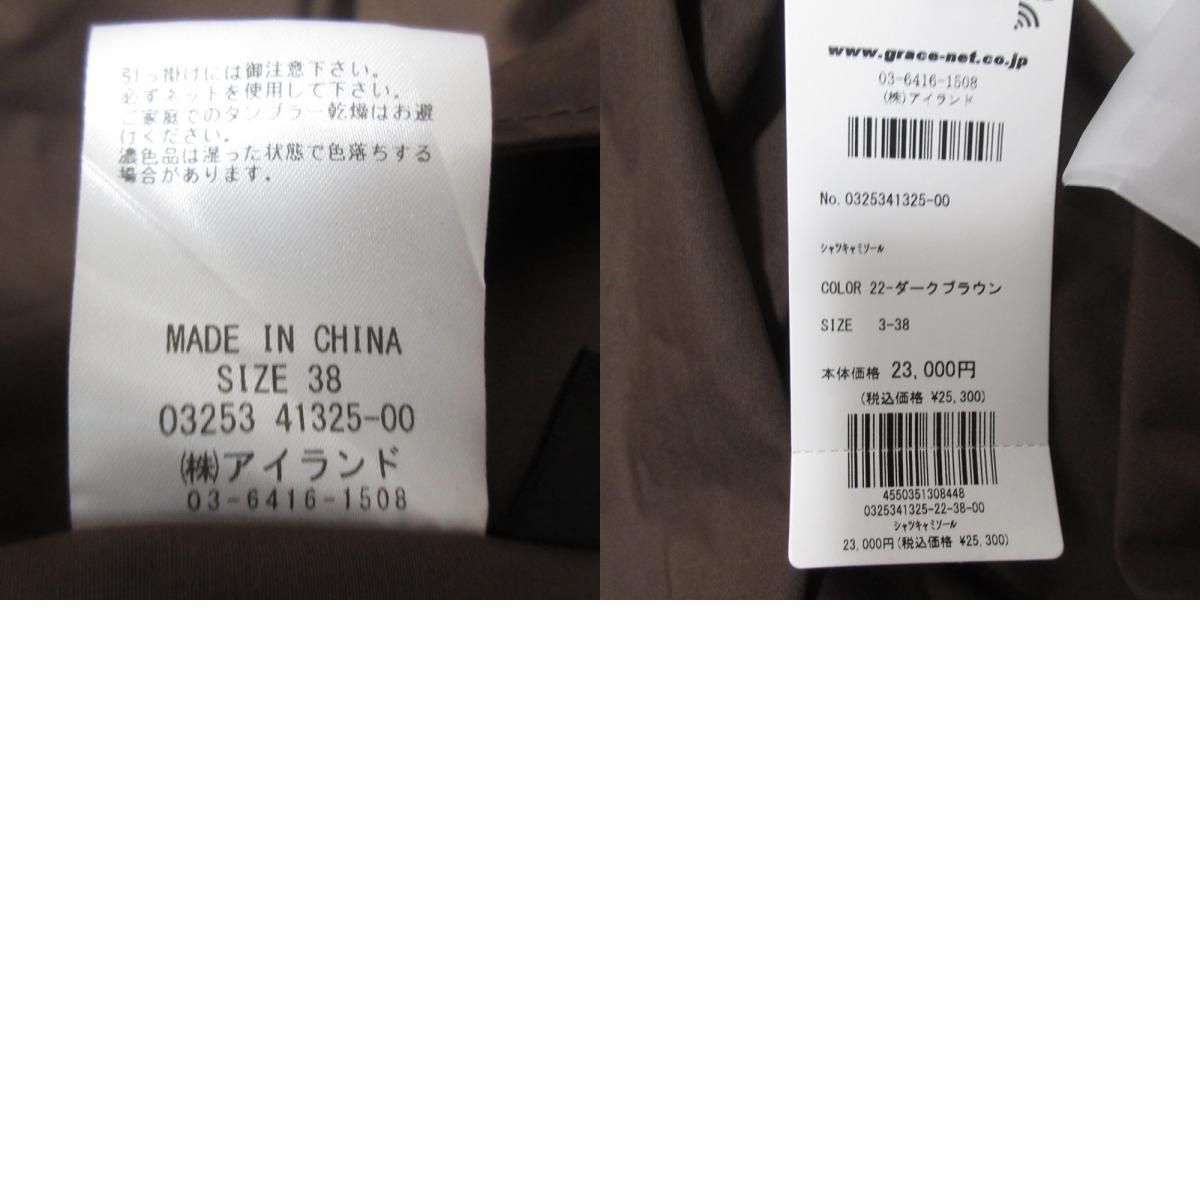 引っ掛けには御注意下さい。
必ずネットを使用して下さい。
ご家庭でのタンブラー乾燥はお避
けください。
濃色品は湿った状態で色落ちする
場合があります。
MADE IN CHINA
SIZE 38
03253 41325-00
㈱アイランド
03-6416-1508
www.grace-net.co.jp
03-6416-1508
(株)アイランド
No. 0325341325-00
シャツキャミソール
COLOR 22-ダークブラウン
SIZE 3-38
本体価格 23,000円
(税込価格 ¥25,300)
4550351308448
0325341325-22-38-00
シャツキャミソール
23,000円(税込価格 ¥25,300)